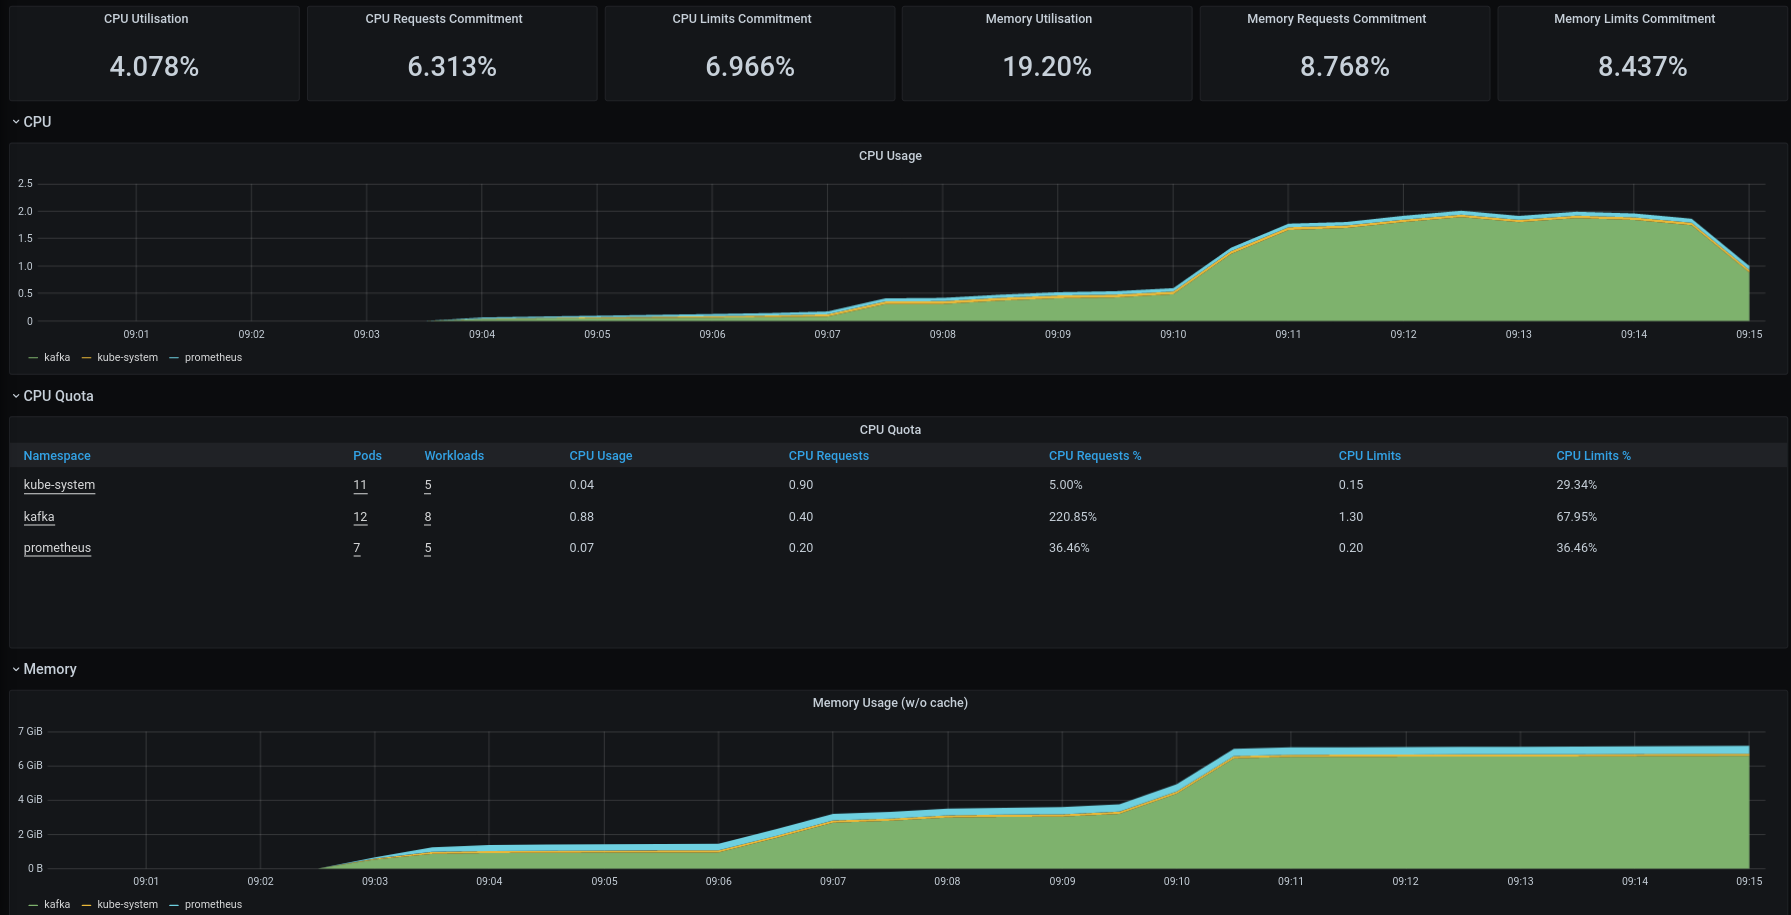 CPU Utilisation CPU Requests Commitment CPU Limits Commitment Memory Utilisation Memory Requests Commitment Memory Limits Commitment
4.078% 6.313% 6.966% 19.20% 8.768% 8.437%
CPU
CPU Usage
2.5
2.0
1.5
1.0
0.5
0
09:01 09:02 09:03 09:04 09:05 09:06 09:07 09:08 09:09 09:10 09:11 09:12 09:13 09:14 09:15
kafka kube-system prometheus
CPU Quota
CPU Quota
Namespace Pods Workloads CPU Usage CPU Requests CPU Requests % CPU Limits CPU Limits %
kube-system 11 5 0.04 0.90 5.00% 0.15 29.34%
kafka 12 8 0.88 0.40 220.85% 1.30 67.95%
prometheus 7 5 0.07 0.20 36.46% 0.20 36.46%
Memory
Memory Usage (w/o cache)
7 GiB
6 GiB
4 GiB
2 GiB
0 B
09:01 09:02 09:03 09:04 09:05 09:06 09:07 09:08 09:09 09:10 09:11 09:12 09:13 09:14 09:15
kafka kube-system prometheus